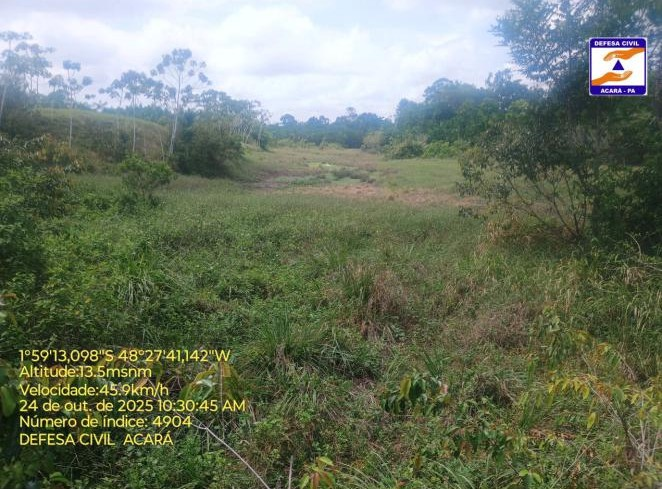 DEFESA CIVIL
ACARÁ - PA
1°59'13,098"S 48°27'41,142"W
Altitude:13.5msnm
Velocidade:45.9km/h
24 de out. de 2025 10:30:45 AM
Número de índice: 4904
DEFESA CIVIL ACARÁ